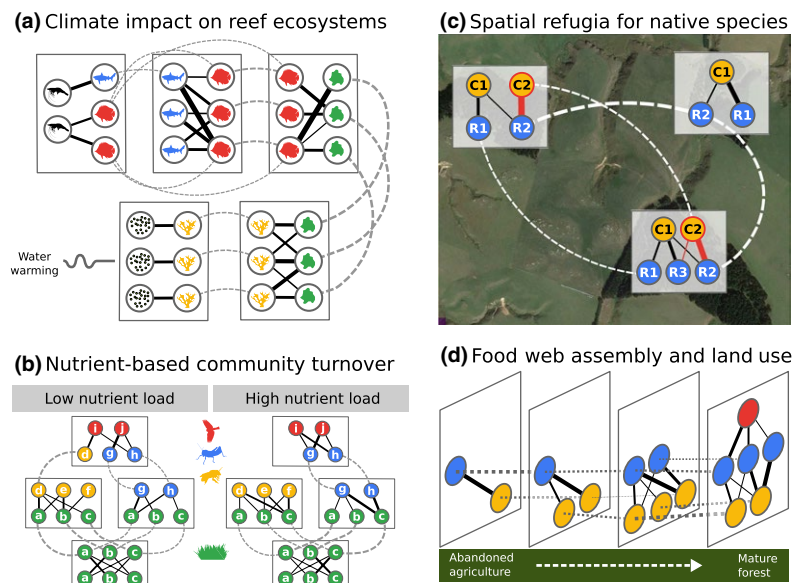 (a) Climate impact on reef ecosystems
Water
warming
(b) Nutrient-based community turnover
Low nutrient load
High nutrient load
i j
d g h
d e f
a b c
g h
a b c
a b c
a b c
i j
g h
d e f
a b c
g h
a b c
a b c
a b c
(c) Spatial refugia for native species
C1 C2
R1 R2
C1
R2 R1
C1 C2
R1 R3 R2
(d) Food web assembly and land use
Abandoned
agriculture
Mature
forest